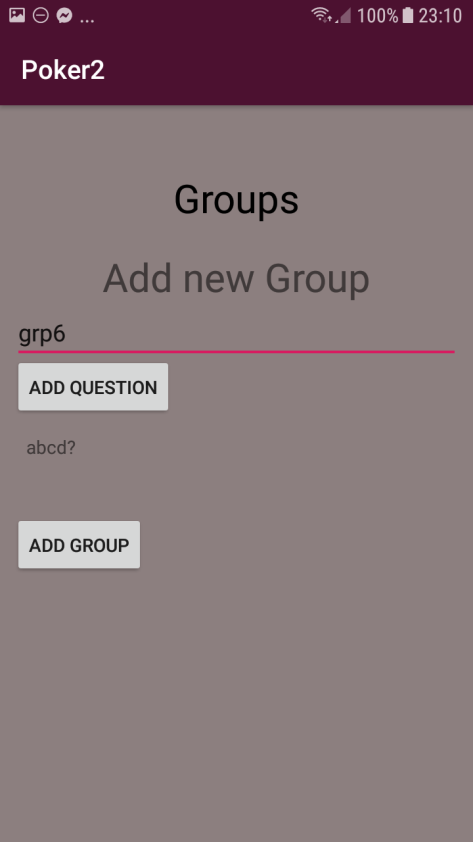 ... 100% 23:10
Poker2
Groups
Add new Group
grp6
ADD QUESTION
abcd?
ADD GROUP